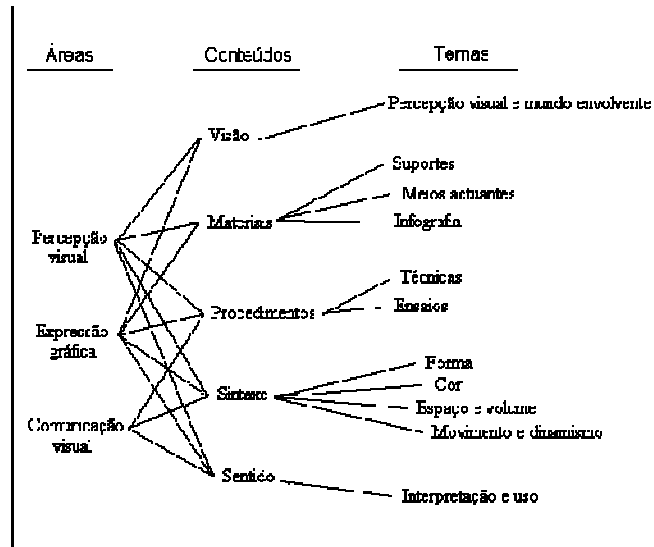 Áreas
Conteúdos
Temas
Percepção visual e mundo envolvente
Visão
Suportes
Meios actuantes
Materiais
Infografia
Percepção
visual
Técnicas
Procedimentos
Ensaios
Expressão
gráfica
Forma
Cor
Sintaxe
Espaço e volume
Comunicação
visual
Movimento e dinamismo
Sentido
Interpretação e uso